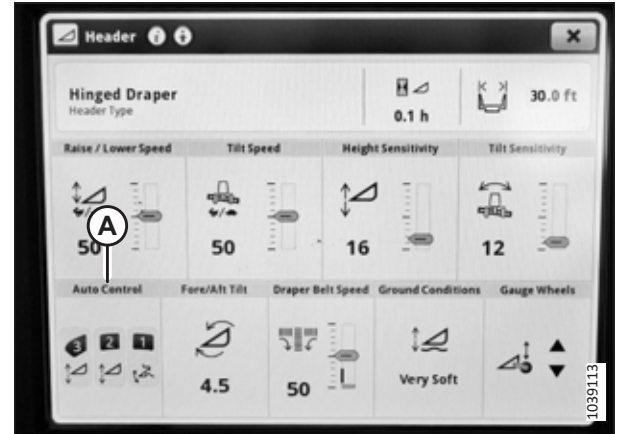 Header
Hinged Draper
Header Type
0.1 h
30.0 ft
Raise / Lower Speed
Tilt Speed
Height Sensitivity
Tilt Sensitivity
A
50
50
16
12
Auto Control
Fore/Aft Tilt
Draper Belt Speed
Ground Conditions
Gauge Wheels
3 2 1
4.5
50
Very Soft
1039113